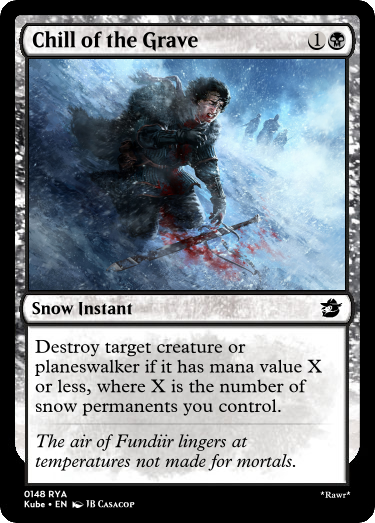 Chill of the Grave 1
Snow Instant
Destroy target creature or
planeswalker if it has mana value X
or less, where X is the number of
snow permanents you control.
The air of Fundiir lingers at
temperatures not made for mortals.
0148 RYA
Kube • EN JB Casacop
*Rawr*